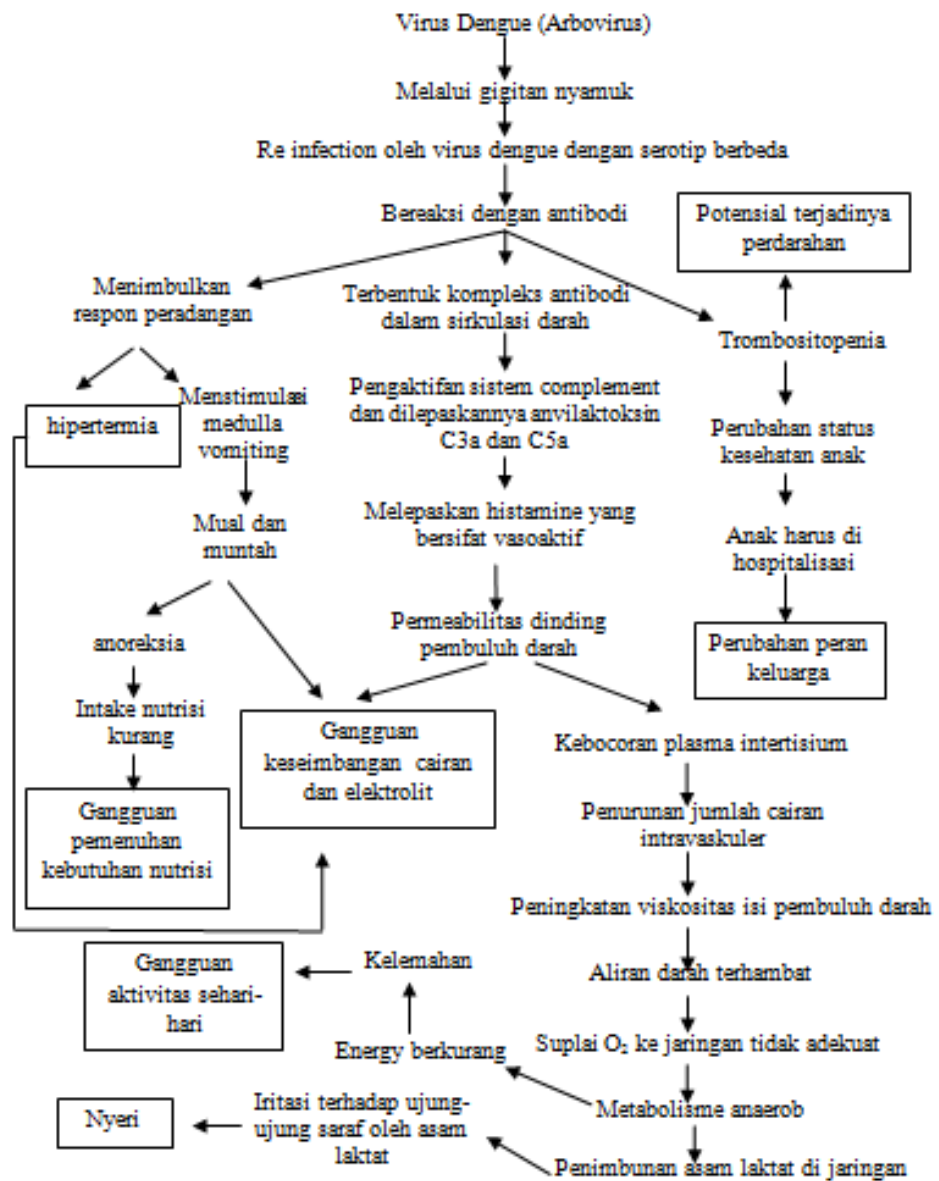 Virus Dengue (Arbovirus)
Melalui gigitan nyamuk
Re infection oleh virus dengue dengan serotip berbeda
Bereaksi dengan antibodi
Potensial terjadinya
perdarahan
Menimbulkan
respon peradangan
Terbentuk kompleks antibodi
dalam sirkulasi darah
Trombositopenia
hipertermia
Menstimulasi
medulla
vomiting
Pengaktifan sistem complement
dan dilepaskannya anvilaktoksin
C3a dan C5a
Perubahan status
kesehatan anak
Mual dan
muntah
Melepaskan histamine yang
bersifat vasoaktif
Anak harus di
hospitalisasi
anoreksia
Permeabilitas dinding
pembuluh darah
Perubahan peran
keluarga
Intake nutrisi
kurang
Gangguan
keseimbangan cairan
dan elektrolit
Kebocoran plasma intertisium
Gangguan
pemenuhan
kebutuhan nutrisi
Penurunan jumlah cairan
intravaskuler
Peningkatan viskositas isi pembuluh darah
Gangguan
aktivitas sehari-
hari
Kelemahan
Aliran darah terhambat
Energy berkurang
Suplai O₂ ke jaringan tidak adekuat
Nyeri
Iritasi terhadap ujung-
ujung saraf oleh asam
laktat
Metabolisme anaerob
Penimbunan asam laktat di jaringan